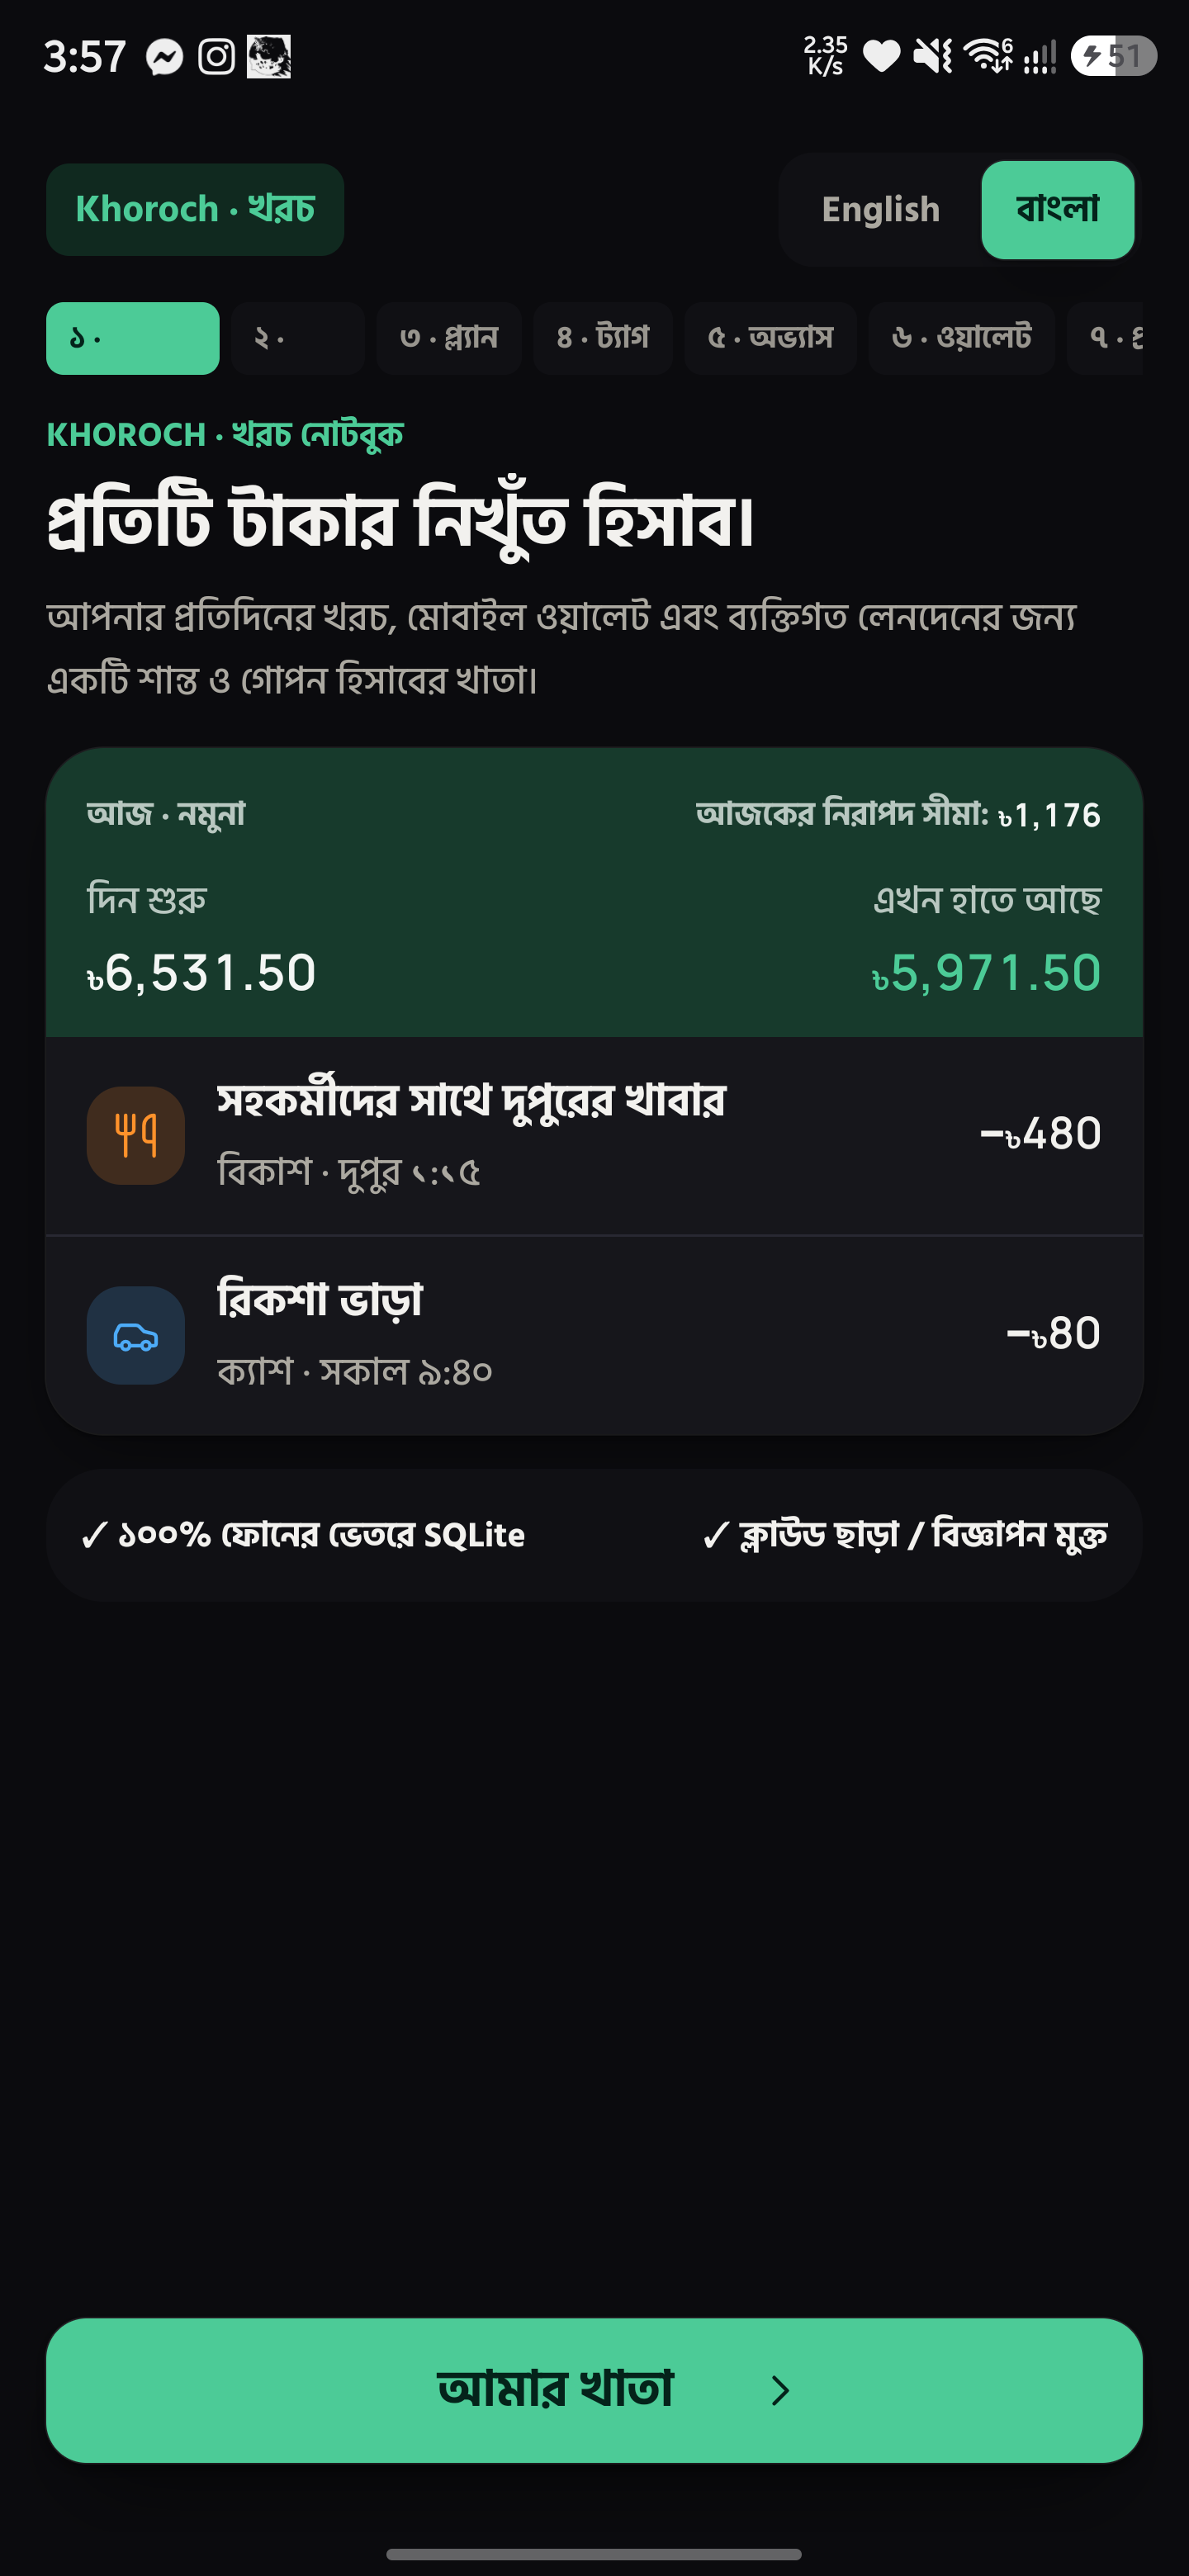 3:57
2.35 K/s
6
51
Khoroch · খরচ
English
বাংলা
১ ·
২ ·
৩ · প্ল্যান
৪ · ট্যাগ
৫ · অভ্যাস
৬ · ওয়ালেট
৭ ·
KHOROCH · খরচ নোটবুক
প্রতিটি টাকার নিখুঁত হিসাব।
আপনার প্রতিদিনের খরচ, মোবাইল ওয়ালেট এবং ব্যক্তিগত লেনদেনের জন্য
একটি শান্ত ও গোপন হিসাবের খাতা।
আজ · নমুনা
আজকের নিরাপদ সীমা: ৳1,176
দিন শুরু
এখন হাতে আছে
৳6,531.50
৳5,971.50
সহকর্মীদের সাথে দুপুরের খাবার
বিকাশ · দুপুর ১:১৫
−৳480
রিকশা ভাড়া
ক্যাশ · সকাল ৯:৪০
−৳80
✓ ১০০% ফোনের ভেতরে SQLite
✓ ক্লাউড ছাড়া / বিজ্ঞাপন মুক্ত
আমার খাতা